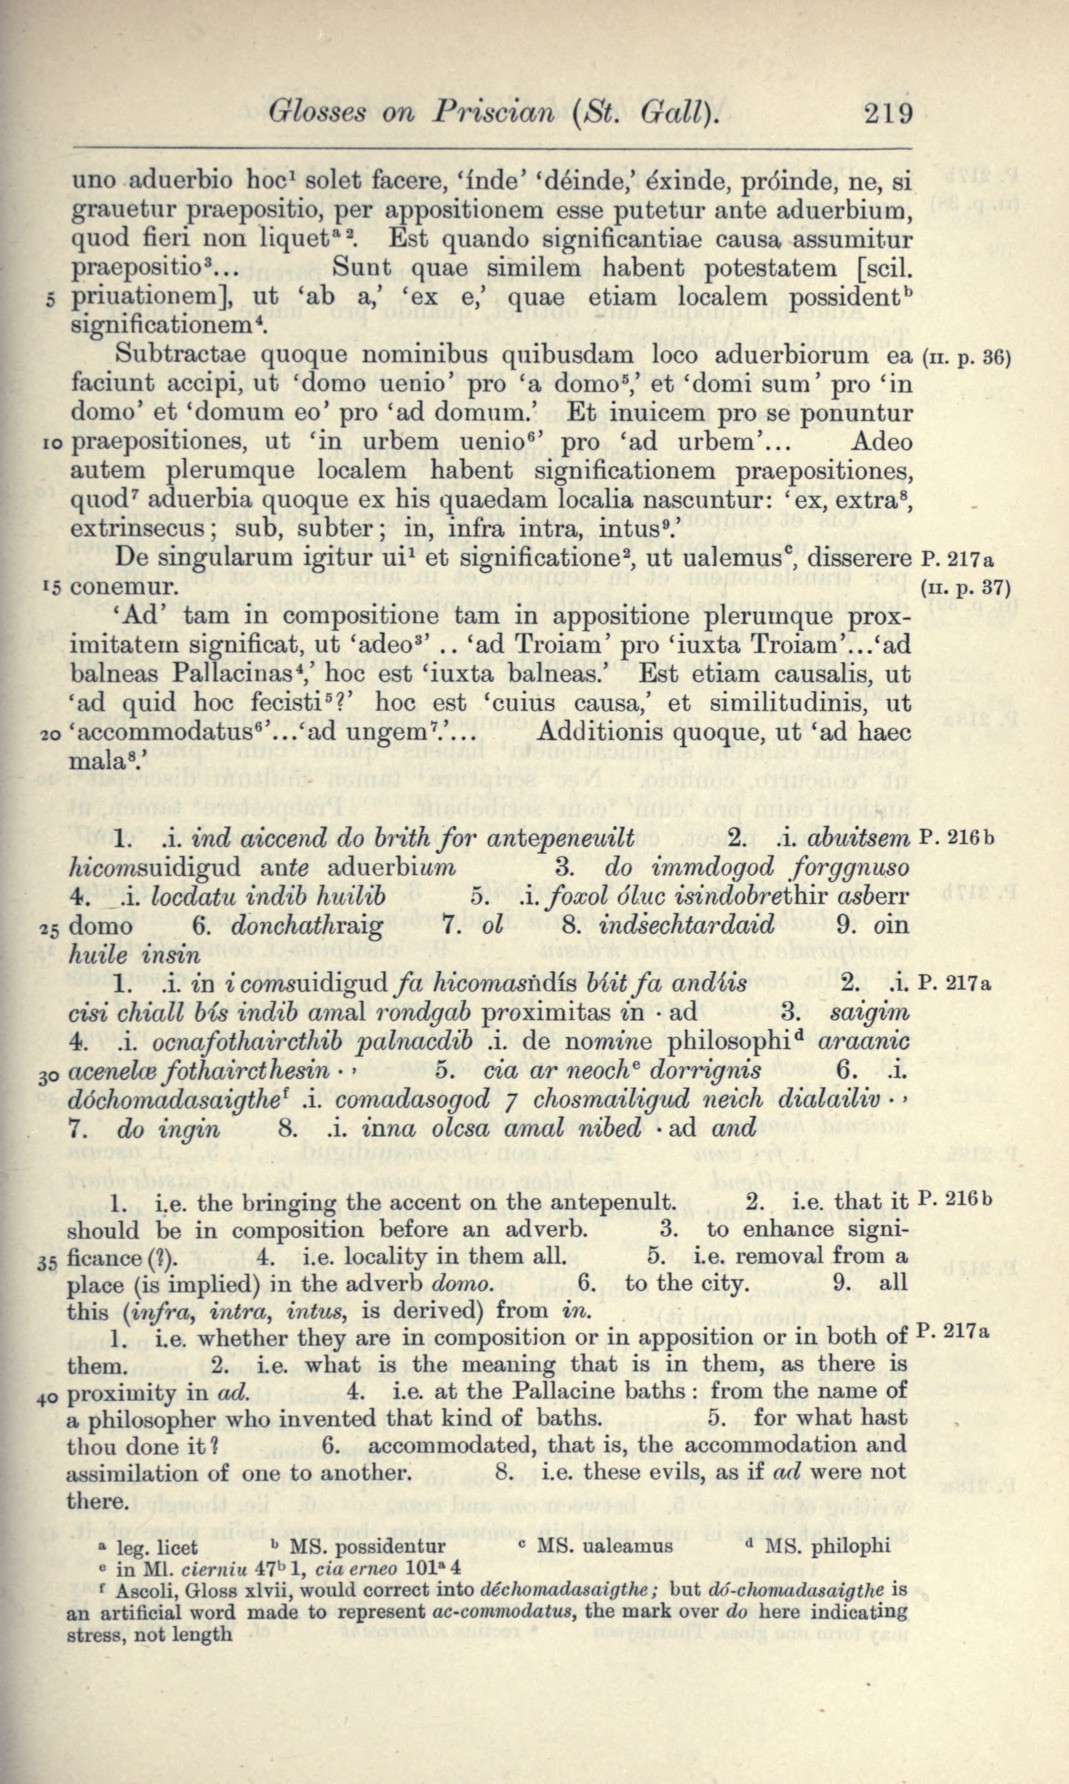 Glosses on Priscian (St. Gall). 219
uno aduerbio hoc¹ solet facere, ‘índe’ ‘déinde,’ éxinde, próinde, ne, si
grauetur praepositio, per appositionem esse putetur ante aduerbium,
quod fieri non liquetᵃ². Est quando significantiae causa assumitur
praepositio³... Sunt quae similem habent potestatem [scil.
5 priuationem], ut ‘ab a,’ ‘ex e,’ quae etiam localem possidentᵇ
significationem⁴.
Subtractae quoque nominibus quibusdam loco aduerbiorum ea (II. p. 36)
faciunt accipi, ut ‘domo uenio’ pro ‘a domo⁵,’ et ‘domi sum’ pro ‘in
domo’ et ‘domum eo’ pro ‘ad domum.’ Et inuicem pro se ponuntur
10 praepositiones, ut ‘in urbem uenio⁶’ pro ‘ad urbem’... Adeo
autem plerumque localem habent significationem praepositiones,
quod⁷ aduerbia quoque ex his quaedam localia nascuntur: ‘ex, extra⁸,
extrinsecus; sub, subter; in, infra intra, intus⁹.’
De singularum igitur ui¹ et significatione², ut ualemusᶜ, disserere P. 217a
15 conemur. (II. p. 37)
‘Ad’ tam in compositione tam in appositione plerumque prox-
imitatem significat, ut ‘adeo³’ .. ‘ad Troiam’ pro ‘iuxta Troiam’...‘ad
balneas Pallacinas⁴,’ hoc est ‘iuxta balneas.’ Est etiam causalis, ut
‘ad quid hoc fecisti⁵?’ hoc est ‘cuius causa,’ et similitudinis, ut
20 ‘accommodatus⁶’...‘ad ungem⁷.’... Additionis quoque, ut ‘ad haec
mala⁸.’
1. .i. ind aiccend do brith for antepeneuilt 2. .i. abuitsem P. 216b
hicomsuidigud ante aduerbium 3. do immdogod forggnuso
4. .i. locdatu indib huilib 5. .i. foxol óluc isindobrethir asberr
25 domo 6. donchathraig 7. ol 8. indṡechtardaid 9. oin
huile insin
1. .i. in i comsuidigud fa hicomasṅdís bíit fa andíis 2. .i. P. 217a
cisi chiall bís indib amal rondgab proximitas in · ad 3. saigim
4. .i. ocnafothaircthib palnacdib .i. de nomine philosophiᵈ araanic
30 acenelæ fothaircthesin · , 5. cia ar neochᵉ dorrignis 6. .i.
dóchomadasaigtheᶠ .i. comadasogod 7 chosmailigud neich dialailiv · ,
7. do ingin 8. .i. inna olcsa amal nibed · ad and
1. i.e. the bringing the accent on the antepenult. 2. i.e. that it P. 216b
should be in composition before an adverb. 3. to enhance signi-
35 ficance (?). 4. i.e. locality in them all. 5. i.e. removal from a
place (is implied) in the adverb domo. 6. to the city. 9. all
this (infra, intra, intus, is derived) from in.
1. i.e. whether they are in composition or in apposition or in both of P. 217a
them. 2. i.e. what is the meaning that is in them, as there is
40 proximity in ad. 4. i.e. at the Pallacine baths: from the name of
a philosopher who invented that kind of baths. 5. for what hast
thou done it? 6. accommodated, that is, the accommodation and
assimilation of one to another. 8. i.e. these evils, as if ad were not
there.
ᵃ leg. licet ᵇ MS. possidentur ᶜ MS. ualeamus ᵈ MS. philophi
ᵉ in Ml. cierniu 47ᵇ 1, cia erneo 101ᵃ 4
ᶠ Ascoli, Gloss xlvii, would correct into déchomadasaigthe; but dó-chomadasaigthe is
an artificial word made to represent ac-commodatus, the mark over do here indicating
stress, not length